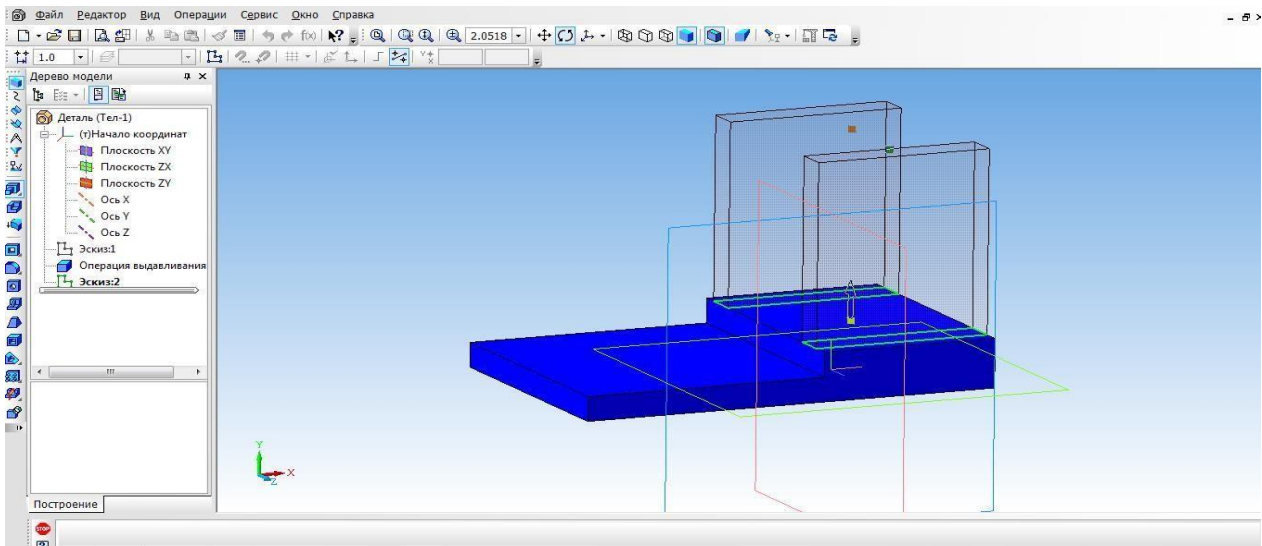 Файл Редактор Вид Операции Сервис Окно Справка
2.0518
1.0
Дерево модели
Деталь (Тел-1)
(т)Начало координат
Плоскость XY
Плоскость ZX
Плоскость ZY
Ось X
Ось Y
Ось Z
Эскиз:1
Операция выдавливания
Эскиз:2
Построение
Y
X
Z
STOP